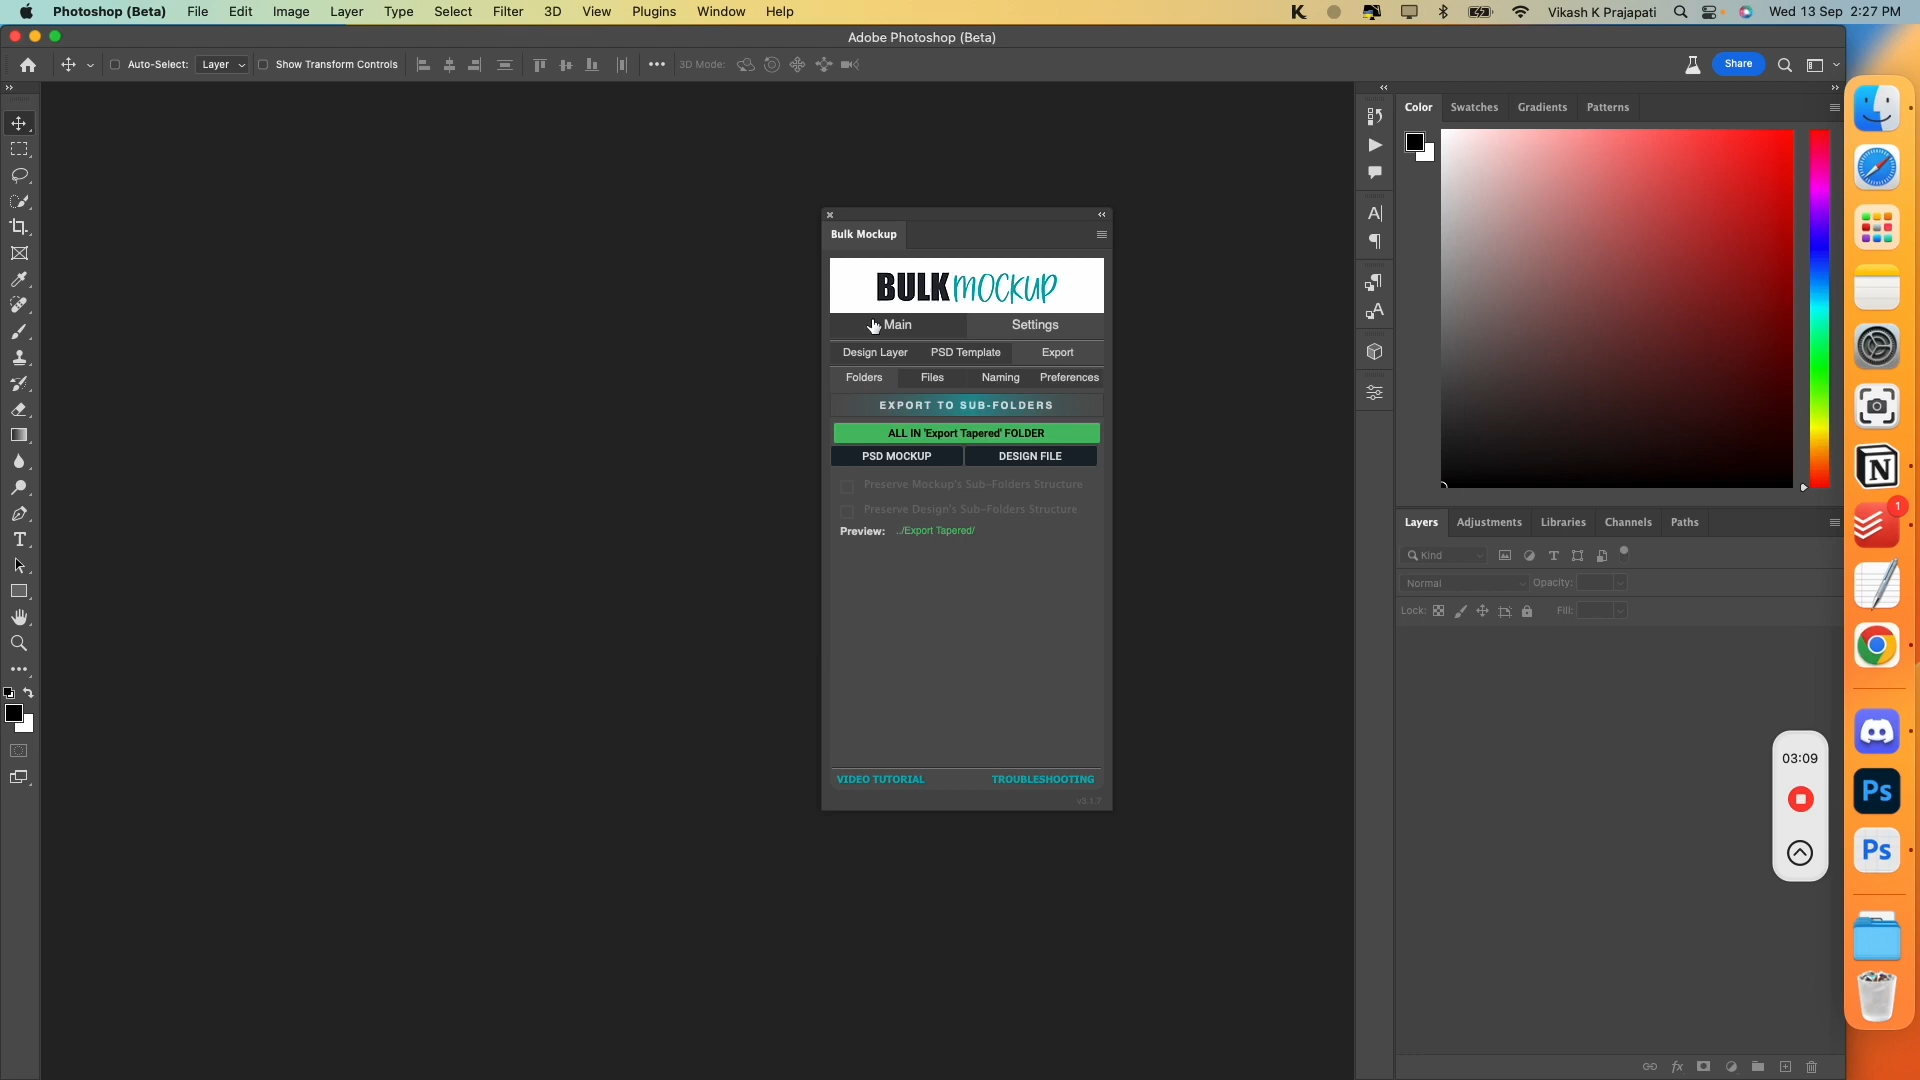 Photoshop (Beta) File Edit Image Layer Type Select Filter 3D View Plugins Window Help Vikash K Prajapati Wed 13 Sep 2:27 PM
Adobe Photoshop (Beta)
Auto-Select: Layer Show Transform Controls 3D Mode: Share
Color Swatches Gradients Patterns
Bulk Mockup
BULK MOCKUP
Main Settings
Design Layer PSD Template Export
Folders Files Naming Preferences
EXPORT TO SUB-FOLDERS
ALL IN 'Export Tapered' FOLDER
PSD MOCKUP DESIGN FILE
Preserve Mockup's Sub-Folders Structure
Preserve Design's Sub-Folders Structure
Preview: ../Export Tapered/
VIDEO TUTORIAL TROUBLESHOOTING
v3.1.7
Layers Adjustments Libraries Channels Paths
Kind
Normal Opacity:
Lock: Fill:
1
03:09
Ps
Ps